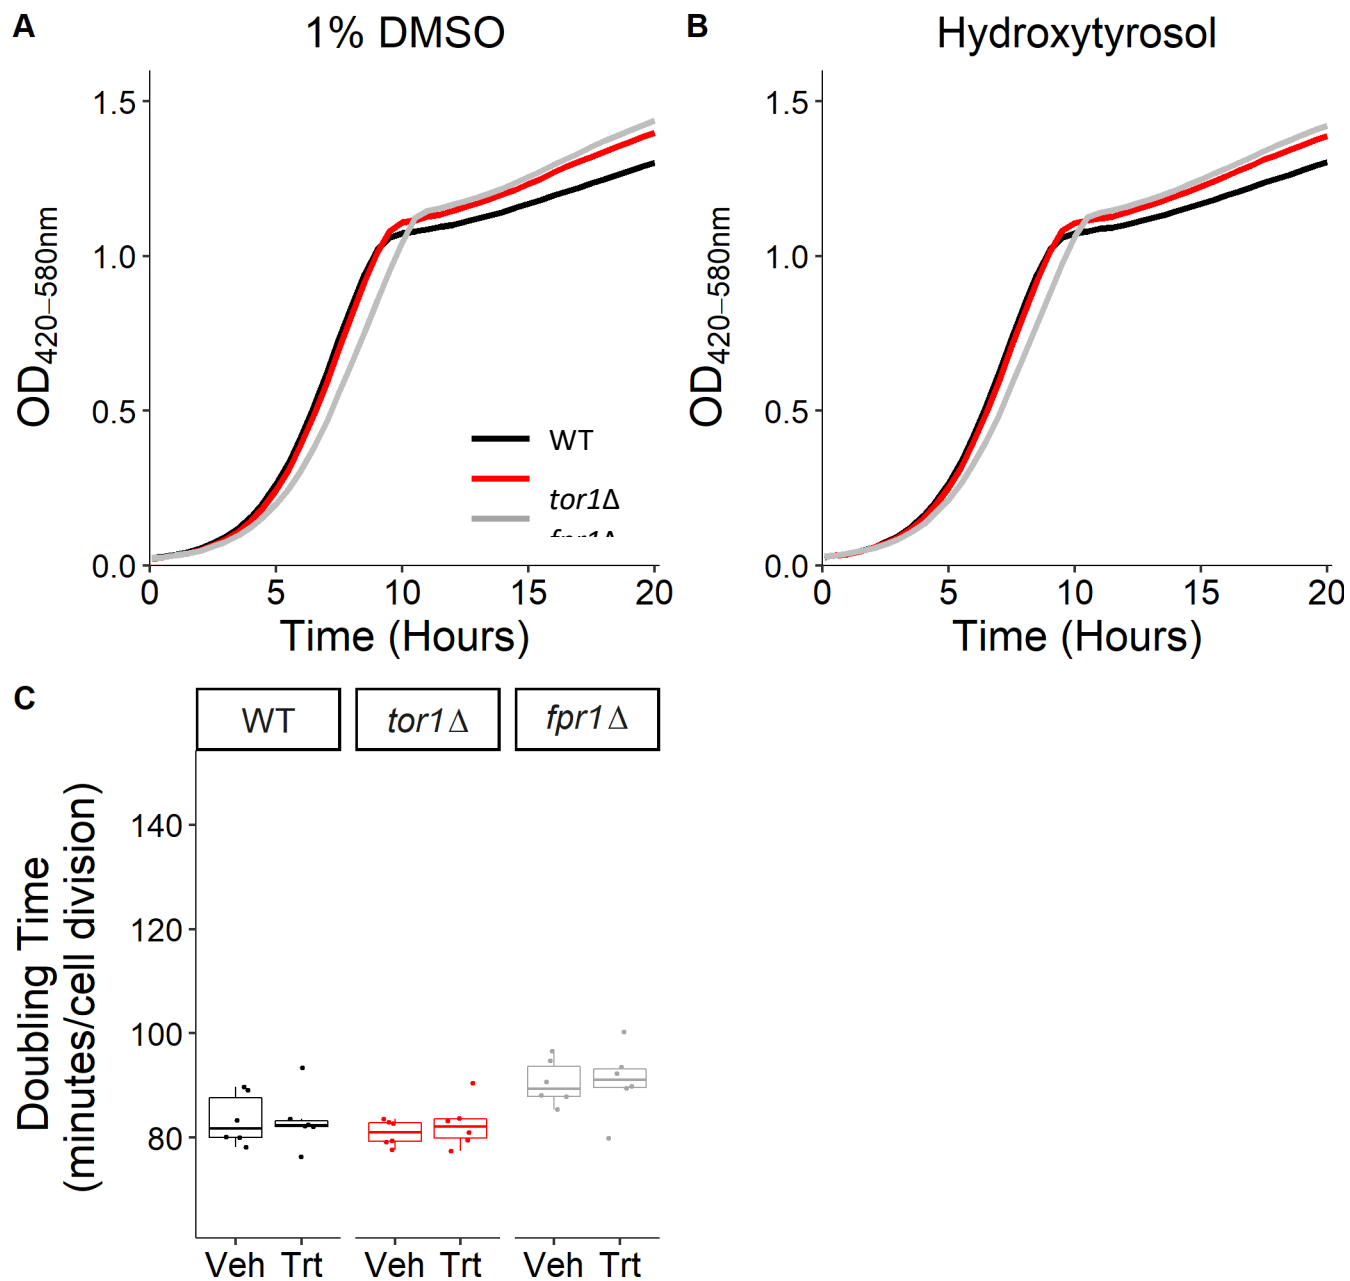 A
1% DMSO
B
Hydroxytyrosol
1.5
1.0
0.5
0.0
OD420–580nm
WT
tor1Δ
0
5
10
15
20
Time (Hours)
1.5
1.0
0.5
0.0
OD420–580nm
0
5
10
15
20
Time (Hours)
C
WT
tor1Δ
fpr1Δ
Doubling Time
(minutes/cell division)
140
120
100
80
Veh Trt
Veh Trt
Veh Trt